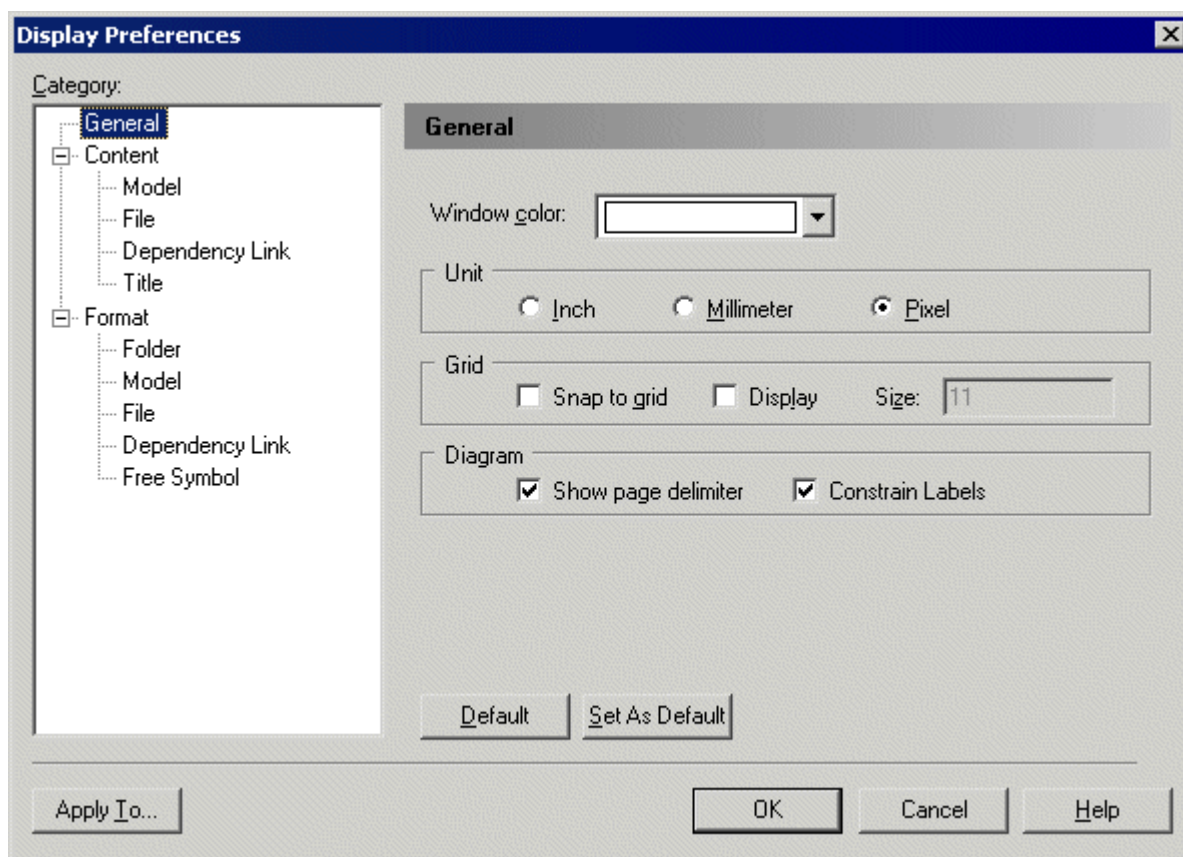 Display Preferences
Category:
General
Content
Model
File
Dependency Link
Title
Format
Folder
Model
File
Dependency Link
Free Symbol
General
Window color:
Unit
Inch Millimeter Pixel
Grid
Snap to grid Display Size: 11
Diagram
Show page delimiter Constrain Labels
Default Set As Default
Apply To... OK Cancel Help